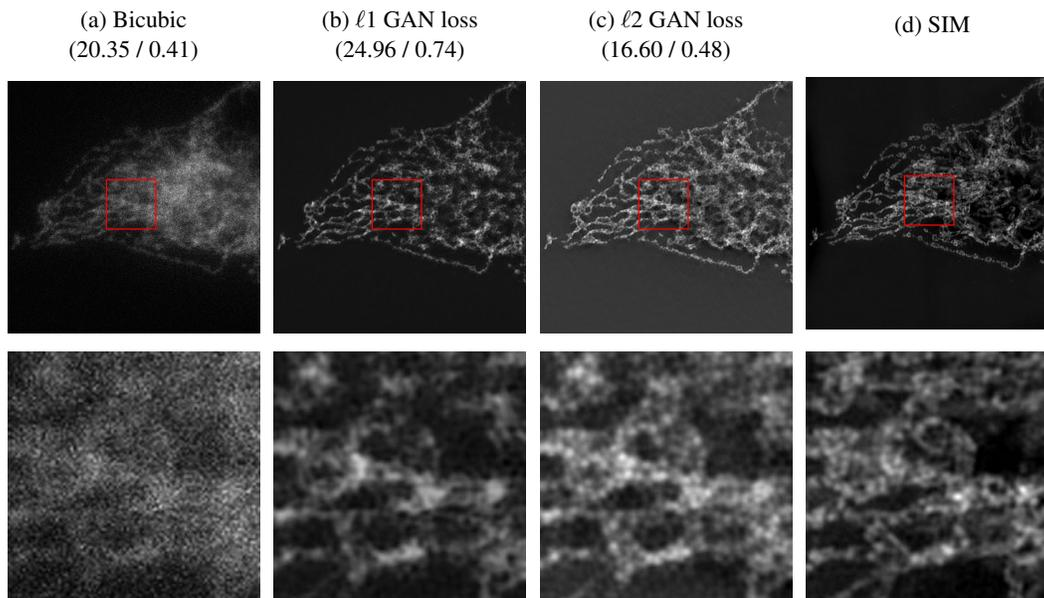 (a) Bicubic
(20.35 / 0.41)
(b) ℓ1 GAN loss
(24.96 / 0.74)
(c) ℓ2 GAN loss
(16.60 / 0.48)
(d) SIM